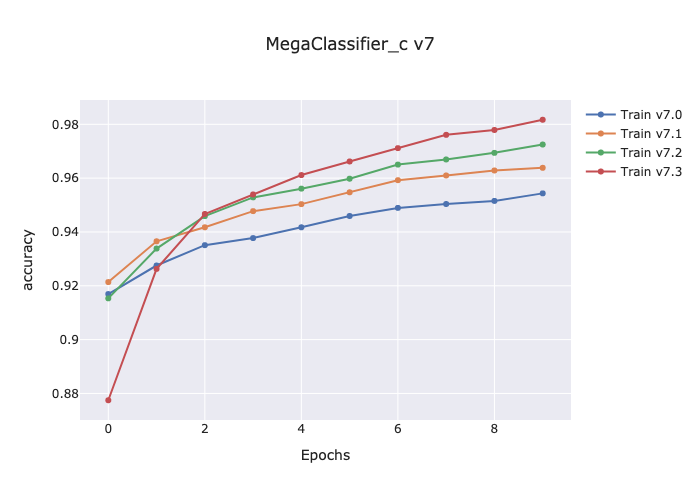 MegaClassifier_c v7
accuracy
0.98
0.96
0.94
0.92
0.9
0.88
0
2
4
6
8
Epochs
Train v7.0
Train v7.1
Train v7.2
Train v7.3